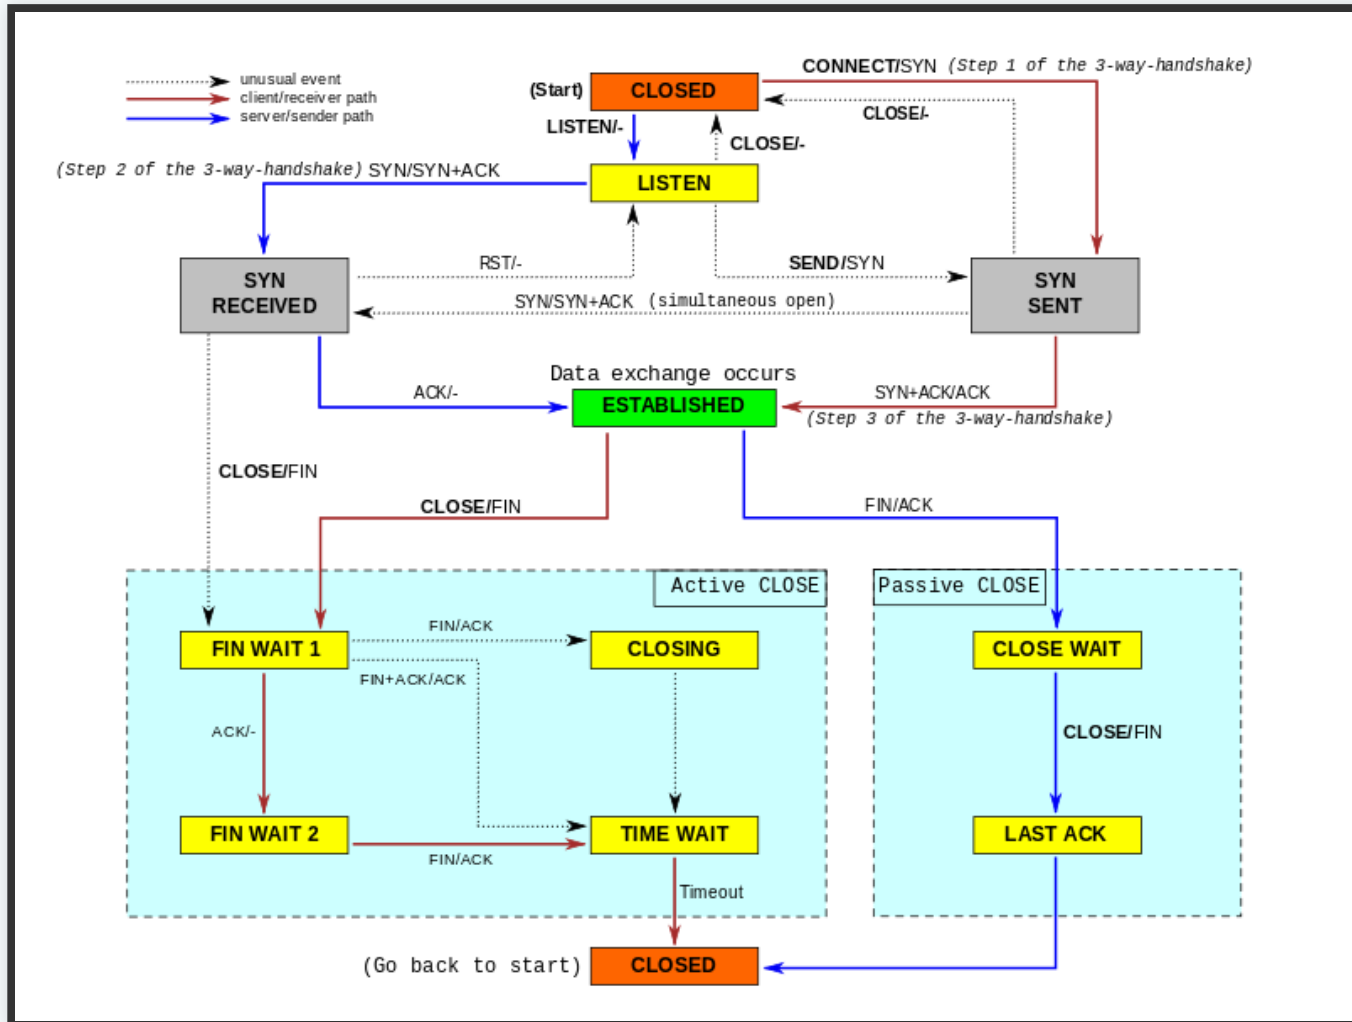 unusual event
client/receiver path
server/sender path
(Start)
CLOSED
CONNECT/SYN (Step 1 of the 3-way-handshake)
CLOSE/-
LISTEN/-
CLOSE/-
(Step 2 of the 3-way-handshake) SYN/SYN+ACK
LISTEN
RST/-
SEND/SYN
SYN
RECEIVED
SYN
SENT
SYN/SYN+ACK (simultaneous open)
Data exchange occurs
ACK/-
ESTABLISHED
SYN+ACK/ACK
(Step 3 of the 3-way-handshake)
CLOSE/FIN
CLOSE/FIN
FIN/ACK
Active CLOSE
Passive CLOSE
FIN WAIT 1
FIN/ACK
CLOSING
CLOSE WAIT
FIN+ACK/ACK
ACK/-
CLOSE/FIN
FIN WAIT 2
FIN/ACK
TIME WAIT
LAST ACK
Timeout
(Go back to start)
CLOSED